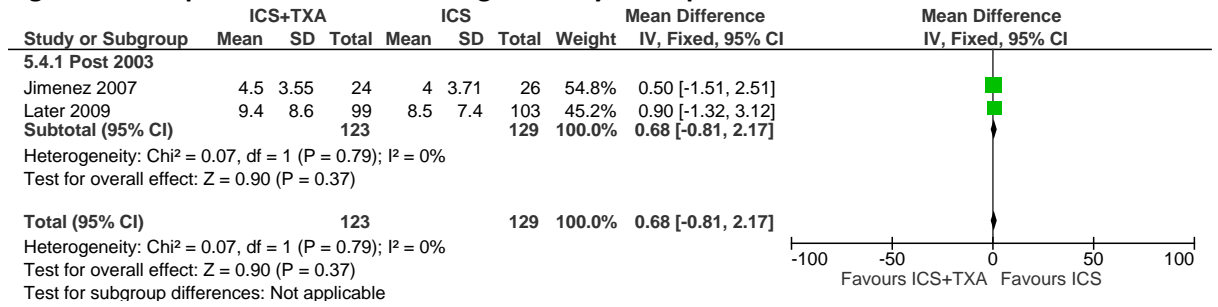 ICS+TXA ICS Mean Difference Mean Difference
Study or Subgroup Mean SD Total Mean SD Total Weight IV, Fixed, 95% CI IV, Fixed, 95% CI
5.4.1 Post 2003
Jimenez 2007 4.5 3.55 24 4 3.71 26 54.8% 0.50 [-1.51, 2.51]
Later 2009 9.4 8.6 99 8.5 7.4 103 45.2% 0.90 [-1.32, 3.12]
Subtotal (95% CI) 123 129 100.0% 0.68 [-0.81, 2.17]
Heterogeneity: Chi² = 0.07, df = 1 (P = 0.79); I² = 0%
Test for overall effect: Z = 0.90 (P = 0.37)
Total (95% CI) 123 129 100.0% 0.68 [-0.81, 2.17]
Heterogeneity: Chi² = 0.07, df = 1 (P = 0.79); I² = 0%
Test for overall effect: Z = 0.90 (P = 0.37)
Test for subgroup differences: Not applicable
-100 -50 0 50 100
Favours ICS+TXA Favours ICS